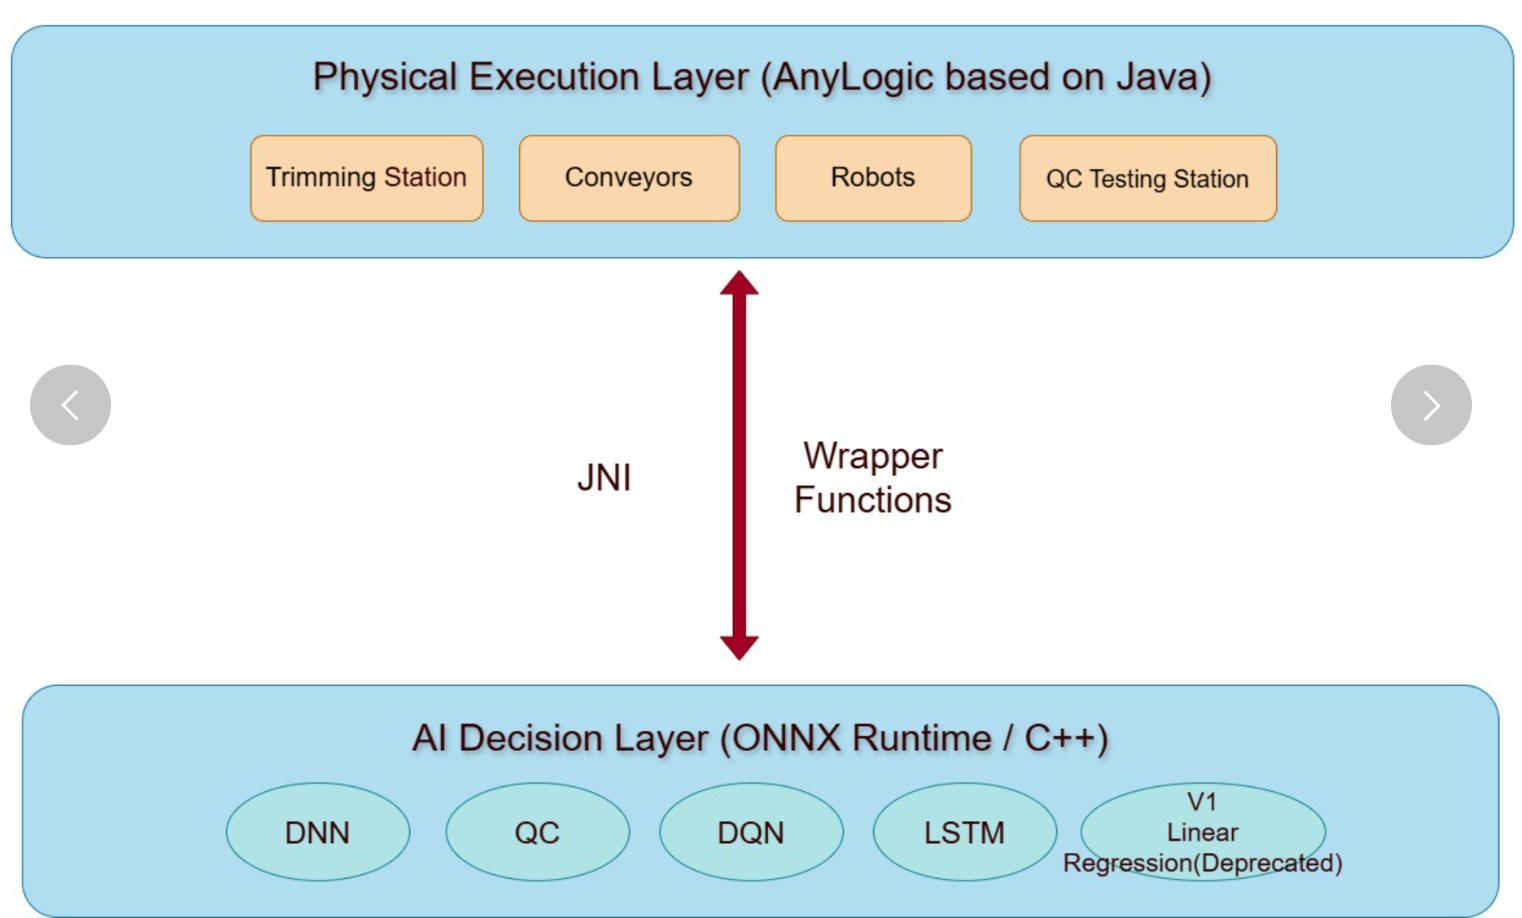 Physical Execution Layer (AnyLogic based on Java)
Trimming Station
Conveyors
Robots
QC Testing Station
JNI
Wrapper
Functions
AI Decision Layer (ONNX Runtime / C++)
DNN
QC
DQN
LSTM
V1
Linear
Regression(Deprecated)